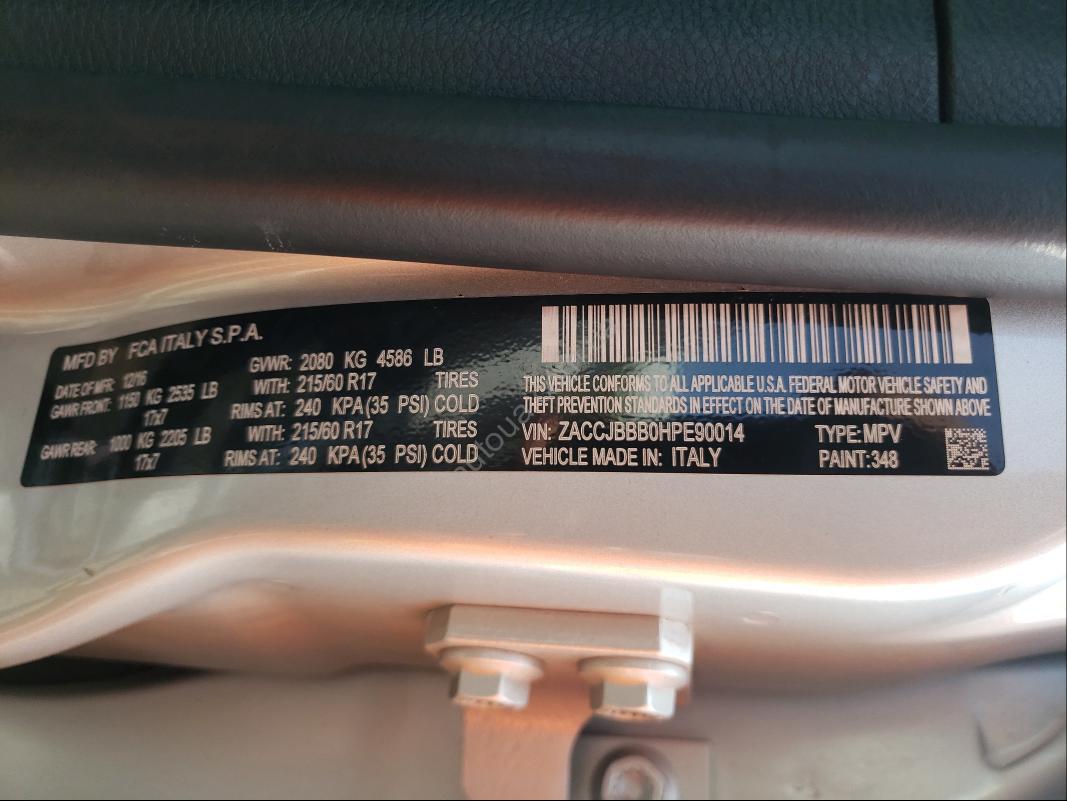 MFD BY FCA ITALY S.P.A.
DATE OF MFR: 12/16 GVWR: 2080 KG 4586 LB
GAWR FRONT: 1150 KG 2535 LB WITH: 215/60 R17 TIRES
17x7 RIMS AT: 240 KPA(35 PSI) COLD
GAWR REAR: 1000 KG 2205 LB WITH: 215/60 R17 TIRES
17x7 RIMS AT: 240 KPA(35 PSI) COLD
THIS VEHICLE CONFORMS TO ALL APPLICABLE U.S.A. FEDERAL MOTOR VEHICLE SAFETY AND
THEFT PREVENTION STANDARDS IN EFFECT ON THE DATE OF MANUFACTURE SHOWN ABOVE
VIN: ZACCJBBB0HPE90014 TYPE: MPV
VEHICLE MADE IN: ITALY PAINT: 348